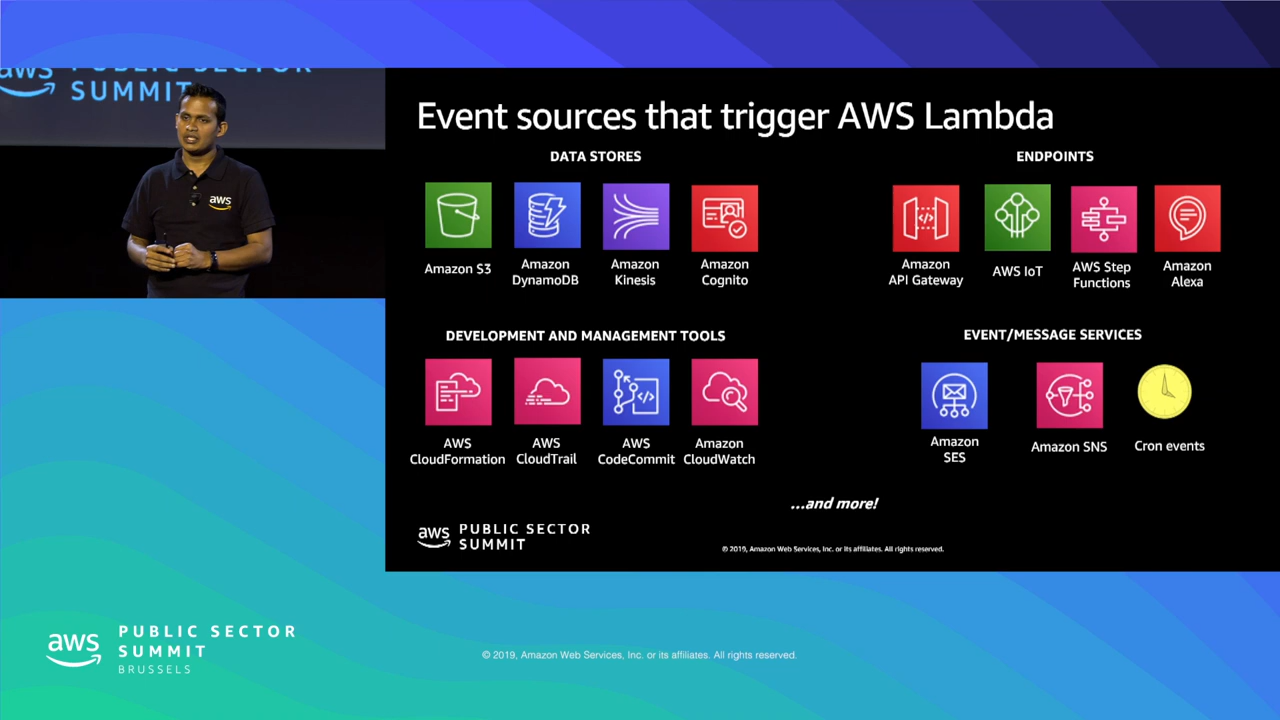 aws
PUBLIC SECTOR
SUMMIT
aws
Event sources that trigger AWS Lambda
DATA STORES
Amazon S3
Amazon
DynamoDB
Amazon
Kinesis
Amazon
Cognito
ENDPOINTS
Amazon
API Gateway
AWS IoT
AWS Step
Functions
Amazon
Alexa
DEVELOPMENT AND MANAGEMENT TOOLS
AWS
CloudFormation
AWS
CloudTrail
AWS
CodeCommit
Amazon
CloudWatch
EVENT/MESSAGE SERVICES
Amazon
SES
Amazon SNS
Cron events
...and more!
aws
PUBLIC SECTOR
SUMMIT
© 2019, Amazon Web Services, Inc. or its affiliates. All rights reserved.
aws
PUBLIC SECTOR
SUMMIT
BRUSSELS
© 2019, Amazon Web Services, Inc. or its affiliates. All rights reserved.